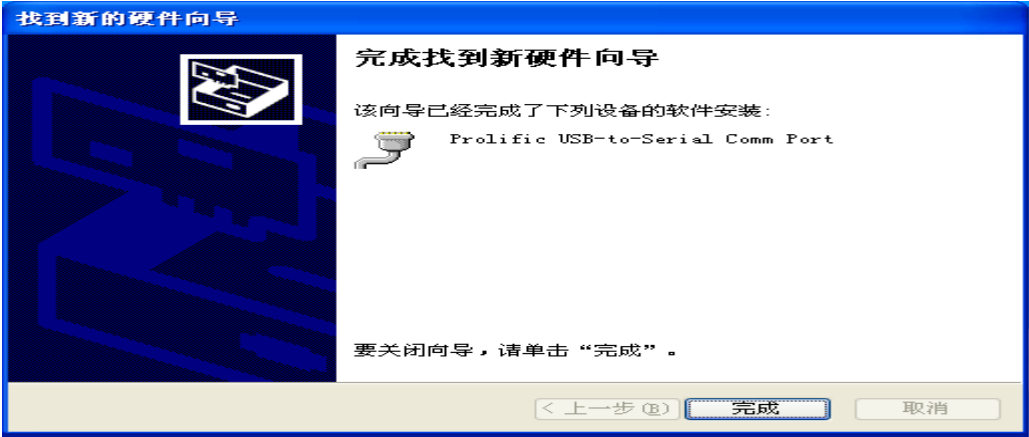 找到新的硬件向导
完成找到新硬件向导
该向导已经完成了下列设备的软件安装:
Prolific USB-to-Serial Comm Port
要关闭向导，请单击“完成”。
< 上一步(B)
完成
取消